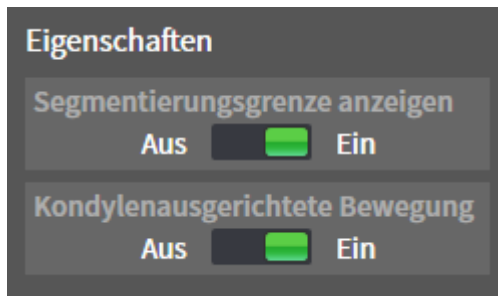 Eigenschaften
Segmentierungsgrenze anzeigen
Aus Ein
Kondylenausgerichtete Bewegung
Aus Ein